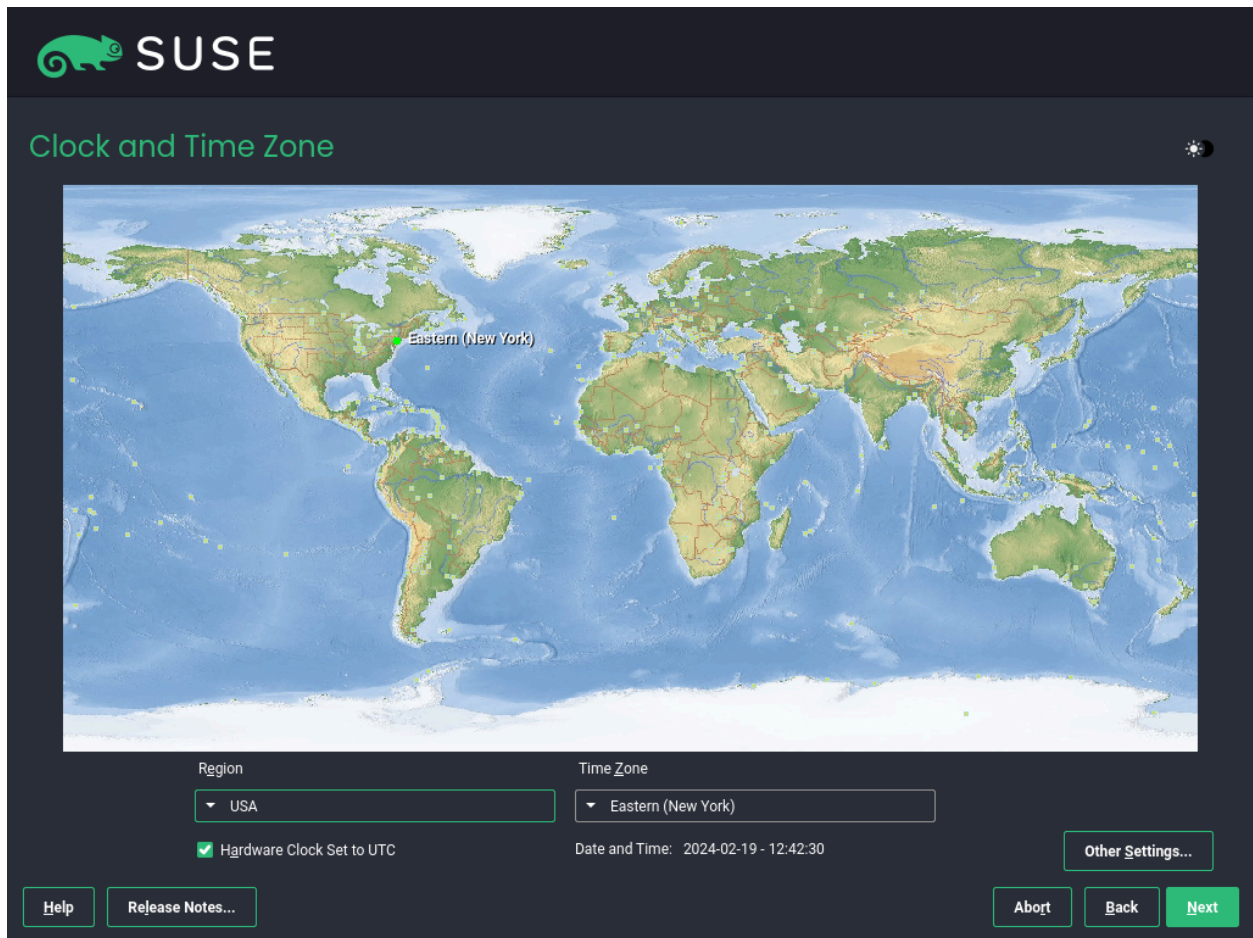 SUSE
Clock and Time Zone
Eastern (New York)
Region
Time Zone
USA
Eastern (New York)
Hardware Clock Set to UTC
Date and Time: 2024-02-19 - 12:42:30
Other Settings...
Help
Release Notes...
Abort
Back
Next